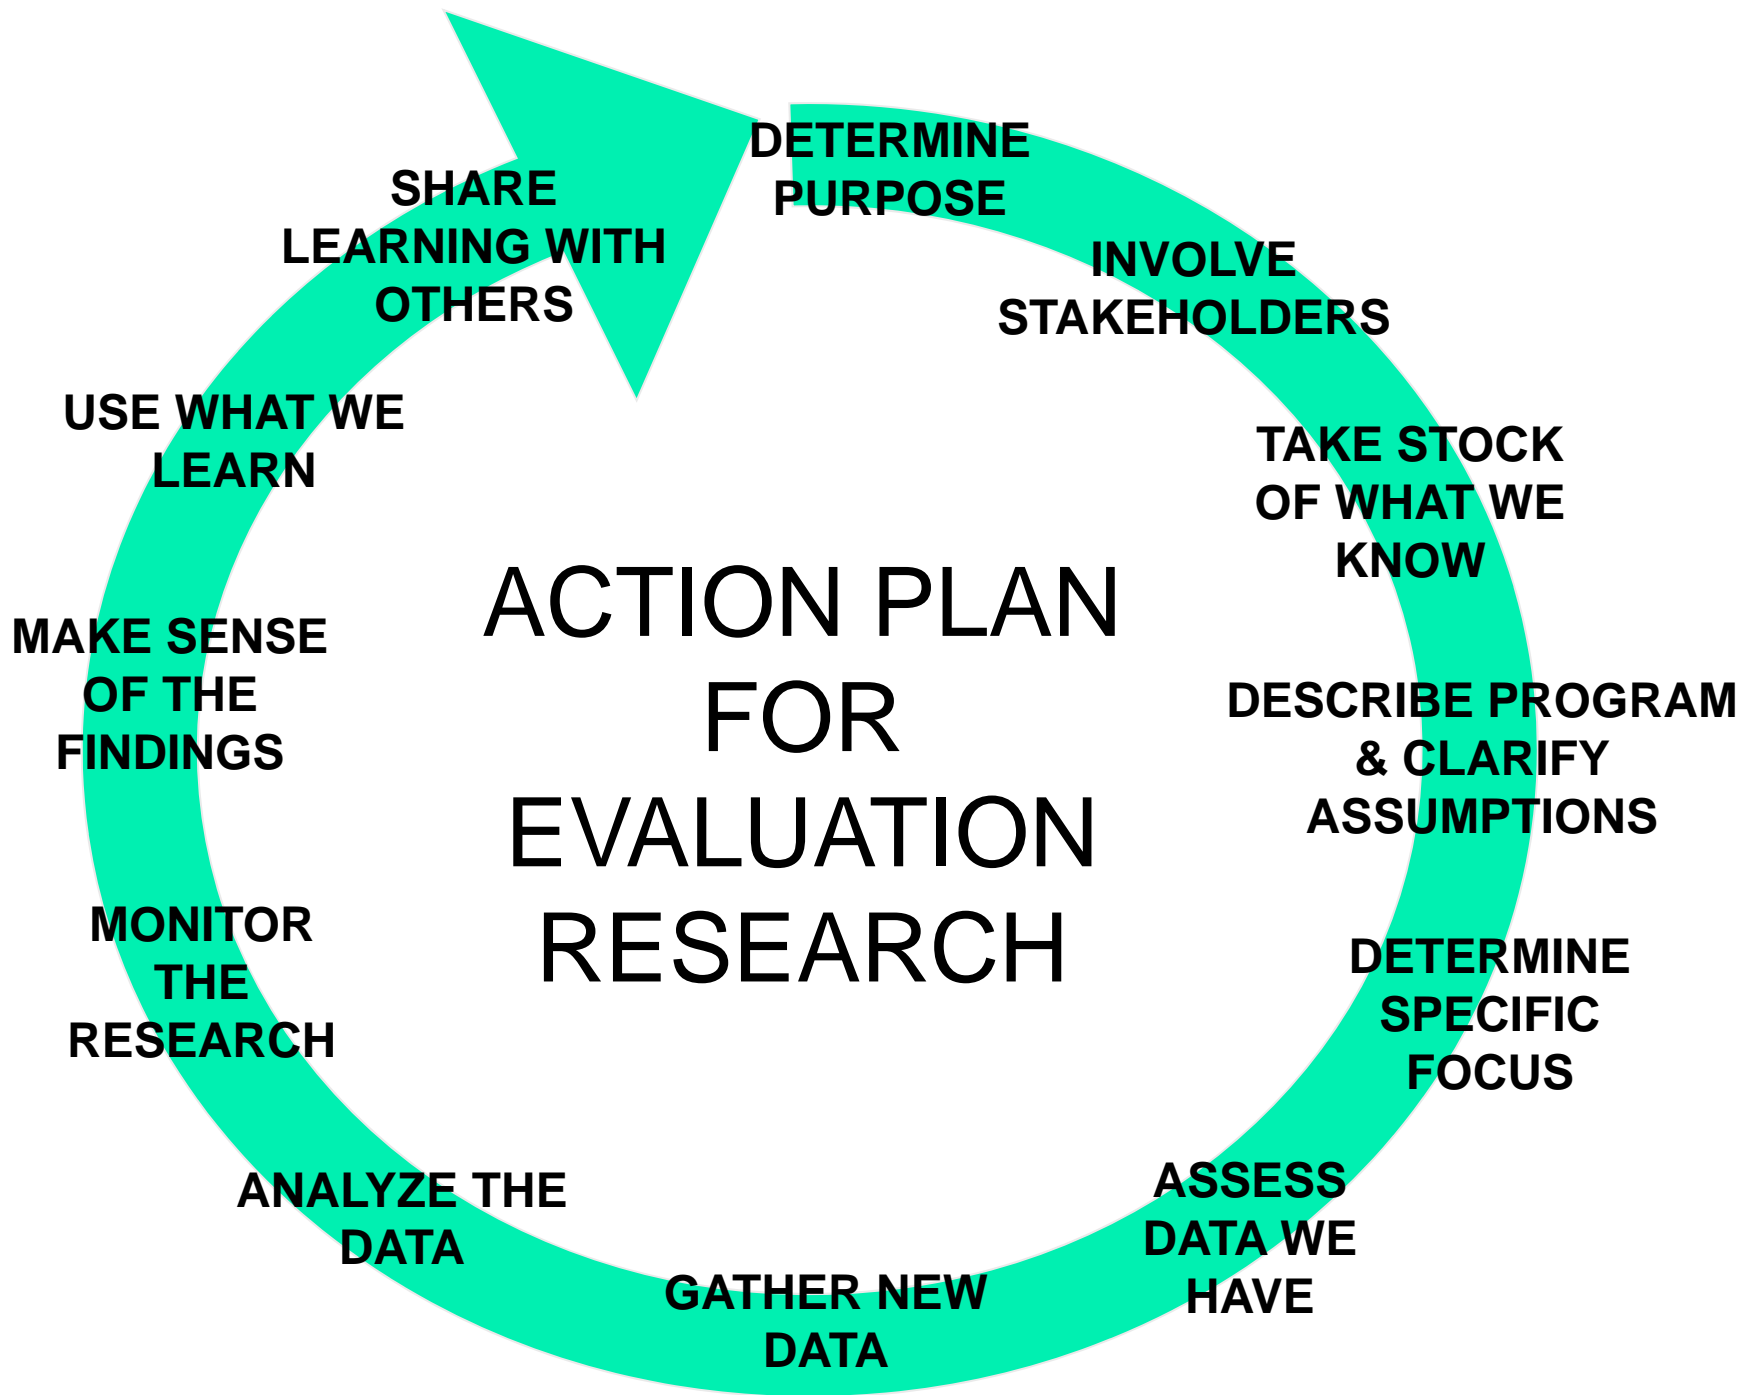 DETERMINE
PURPOSE
INVOLVE
STAKEHOLDERS
TAKE STOCK
OF WHAT WE
KNOW
DESCRIBE PROGRAM
& CLARIFY
ASSUMPTIONS
DETERMINE
SPECIFIC
FOCUS
ASSESS
DATA WE
HAVE
GATHER NEW
DATA
ANALYZE THE
DATA
MONITOR
THE
RESEARCH
MAKE SENSE
OF THE
FINDINGS
USE WHAT WE
LEARN
SHARE
LEARNING WITH
OTHERS
ACTION PLAN
FOR
EVALUATION
RESEARCH